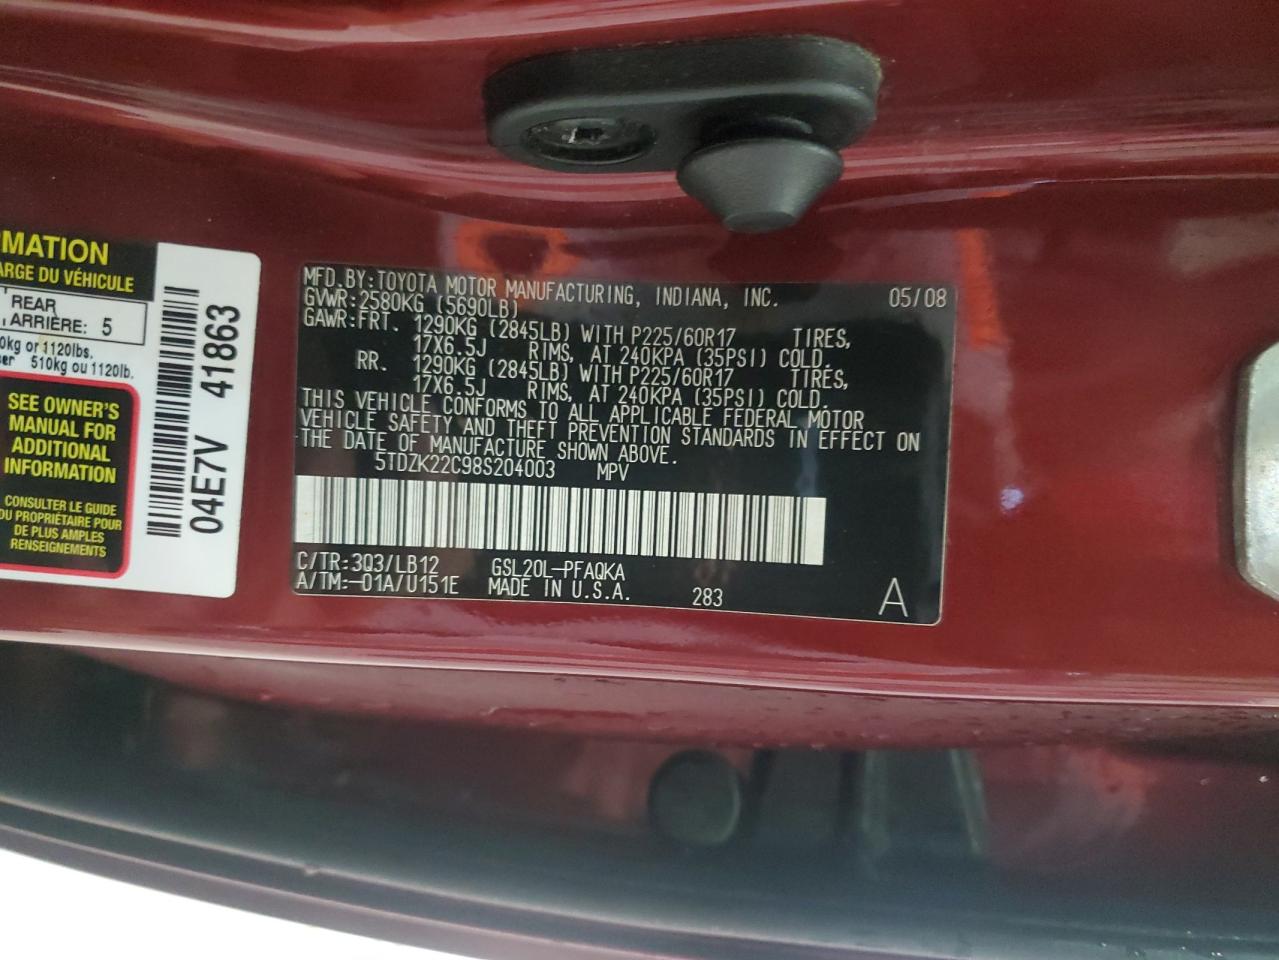 MATION
ARGE DU VÉHICULE
REAR
ARRIÈRE: 5
0kg or 1120lbs.
510kg ou 1120lb.
SEE OWNER'S
MANUAL FOR
ADDITIONAL
INFORMATION
CONSULTER LE GUIDE
DU PROPRIÉTAIRE POUR
DE PLUS AMPLES
RENSEIGNEMENTS
04E7V 41863
MFD.BY:TOYOTA MOTOR MANUFACTURING, INDIANA, INC. 05/08
GVWR:2580KG (5690LB)
GAWR:FRT. 1290KG (2845LB) WITH P225/60R17 TIRES,
17X6.5J RIMS, AT 240KPA (35PSI) COLD.
RR. 1290KG (2845LB) WITH P225/60R17 TIRES,
17X6.5J RIMS, AT 240KPA (35PSI) COLD.
THIS VEHICLE CONFORMS TO ALL APPLICABLE FEDERAL MOTOR
VEHICLE SAFETY AND THEFT PREVENTION STANDARDS IN EFFECT ON
THE DATE OF MANUFACTURE SHOWN ABOVE.
5TDZK22C98S204003 MPV
C/TR:3Q3/LB12 GSL20L-PFAQKA
A/TM:-01A/U151E MADE IN U.S.A. 283 A